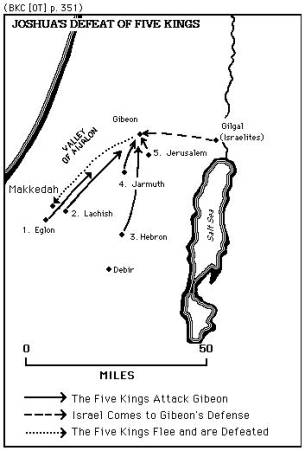 (BKC [OT] p. 351)
JOSHUA'S DEFEAT OF FIVE KINGS
Gibeon
Gilgal
(Israelites)
VALLEY
OF AIJALON
5. Jerusalem
4. Jarmuth
Makkedah
2. Lachish
1. Eglon
3. Hebron
Salt Sea
Debir
0 50
MILES
The Five Kings Attack Gibeon
Israel Comes to Gibeon's Defense
The Five Kings Flee and are Defeated